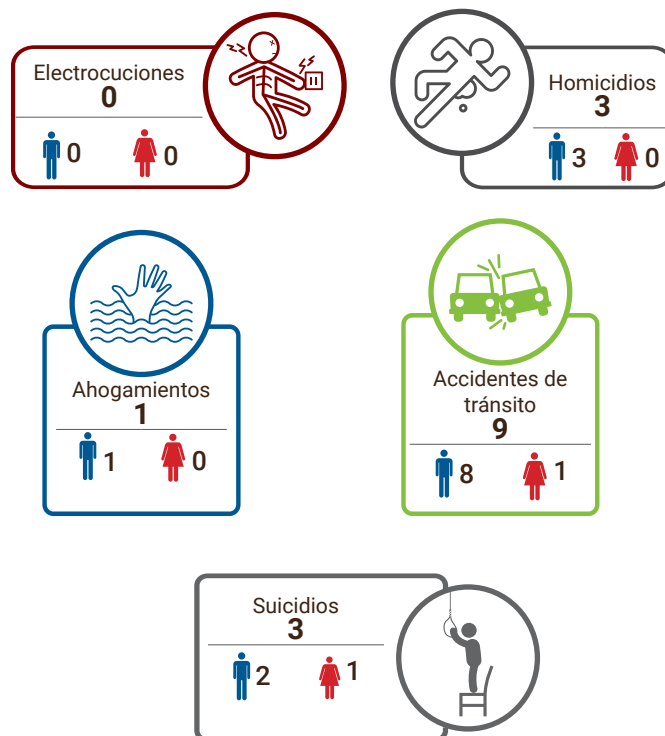 Electrocuciones
0
0 0
Homicidios
3
3 0
Ahogamientos
1
1 0
Accidentes de
tránsito
9
8 1
Suicidios
3
2 1